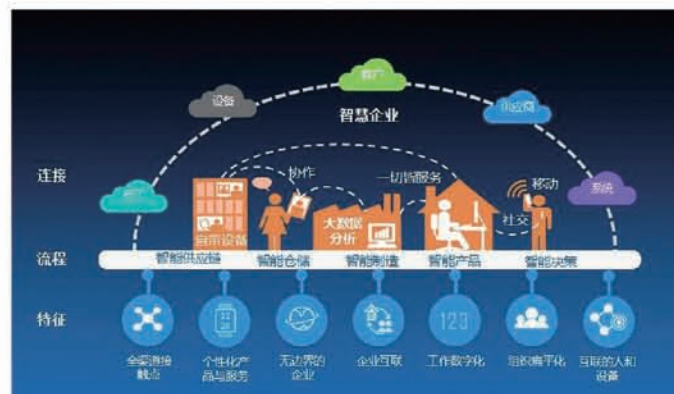 客户
设备
供应商
智慧企业
连接
协作
一切皆服务
移动
系统
大数据
分析
社交
流程
智能供应链
智能仓储
智能制造
智能产品
智能决策
特征
123
个性化产
品与服务
无边界的
企业
企业互联
工作数字化
组织扁平化
互联的人和
设备